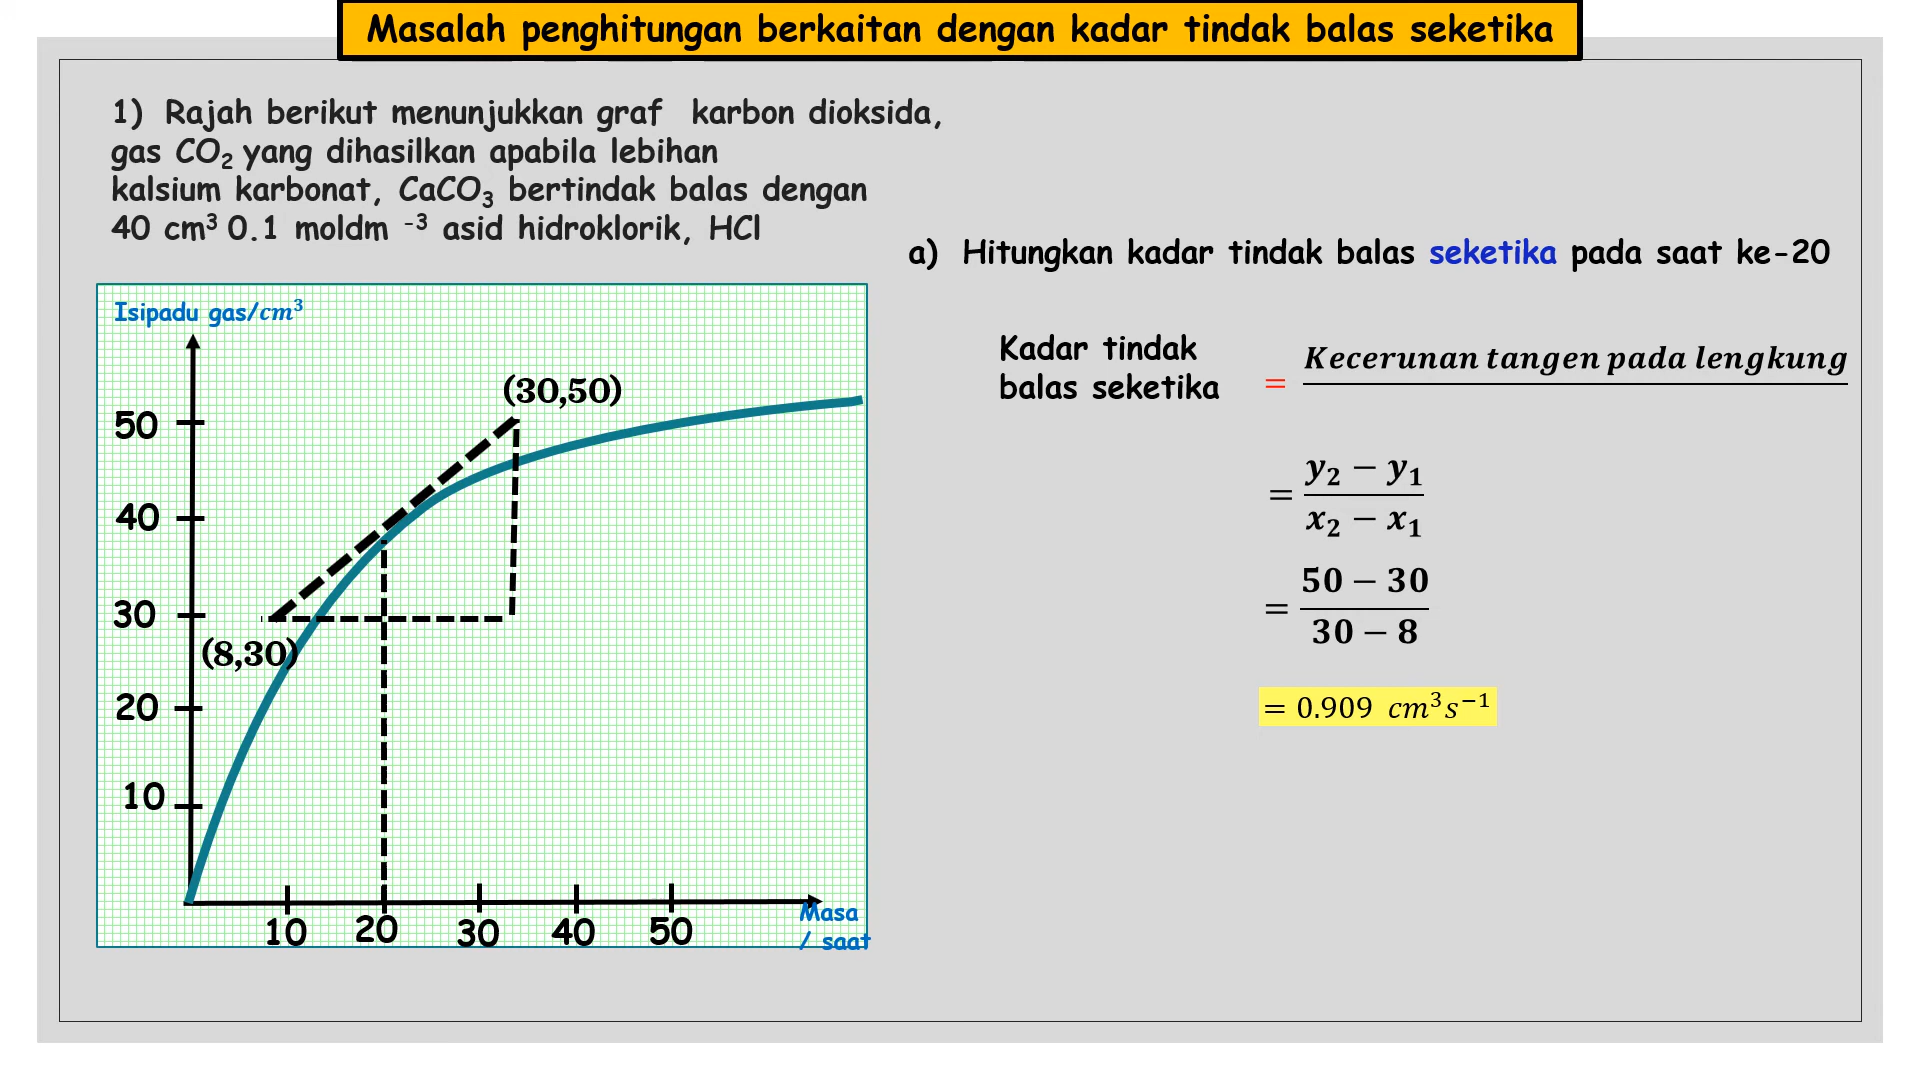 Masalah penghitungan berkaitan dengan kadar tindak balas seketika
1) Rajah berikut menunjukkan graf karbon dioksida,
gas CO₂ yang dihasilkan apabila lebihan
kalsium karbonat, CaCO₃ bertindak balas dengan
40 cm³ 0.1 moldm ⁻³ asid hidroklorik, HCl
a) Hitungkan kadar tindak balas seketika pada saat ke-20
Isipadu gas/cm³
(30,50)
50
40
30
(8,30)
20
10
10 20 30 40 50
Masa
/ saat
Kadar tindak
balas seketika
= Kecerunan tangen pada lengkung
y₂ − y₁
=
x₂ − x₁
50 − 30
=
30 − 8
= 0.909 cm³s⁻¹